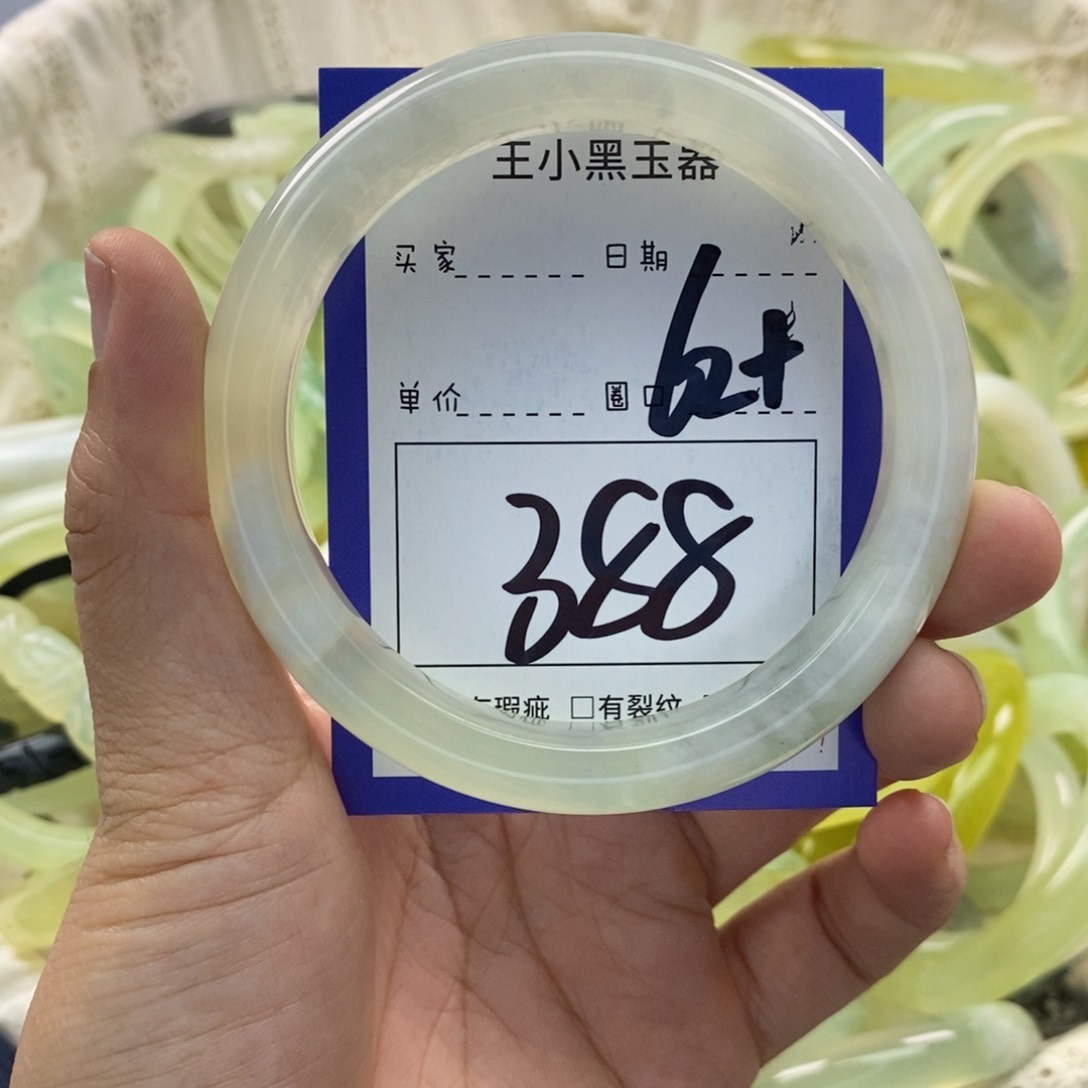 王小黑玉器
买家 日期
单价 圈口
388
瑕疵 □有裂纹